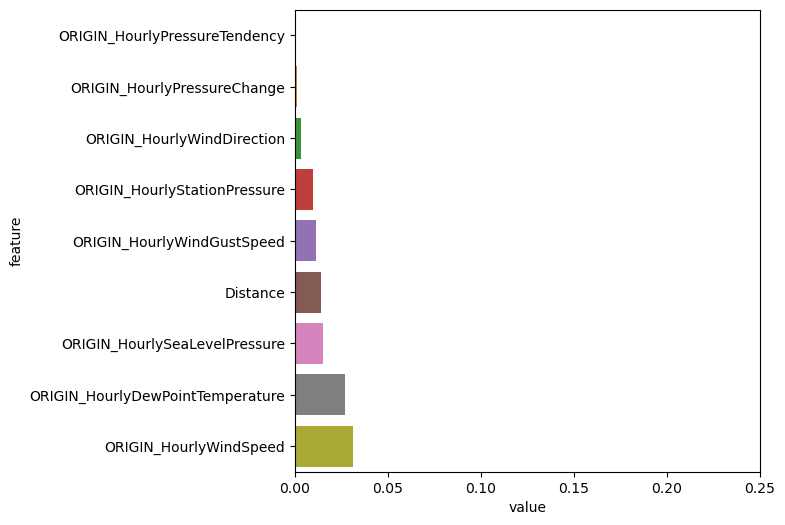 ORIGIN_HourlyPressureTendency
ORIGIN_HourlyPressureChange
ORIGIN_HourlyWindDirection
ORIGIN_HourlyStationPressure
ORIGIN_HourlyWindGustSpeed
Distance
ORIGIN_HourlySeaLevelPressure
ORIGIN_HourlyDewPointTemperature
ORIGIN_HourlyWindSpeed
feature
0.00 0.05 0.10 0.15 0.20 0.25
value